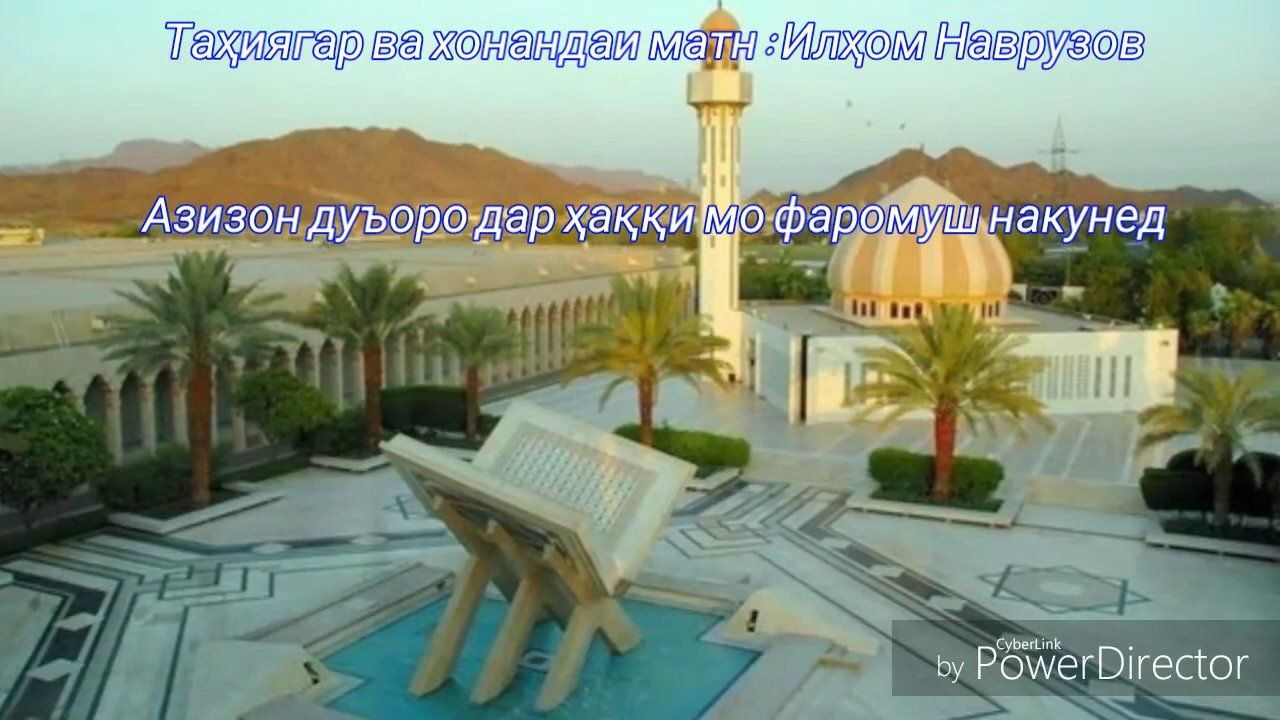 Таҳиягар ва хонандаи матн :Илҳом Наврузов
Азизон дуъоро дар ҳаққи мо фаромуш накунед
CyberLink
by PowerDirector